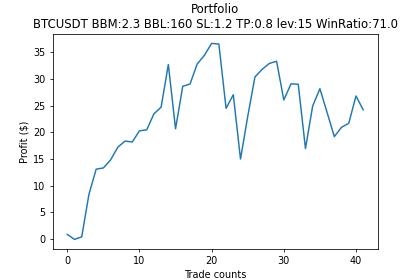 Portfolio
BTCUSDT BBM:2.3 BBL:160 SL:1.2 TP:0.8 lev:15 WinRatio:71.0
Profit ($)
35
30
25
20
15
10
5
0
0 10 20 30 40
Trade counts